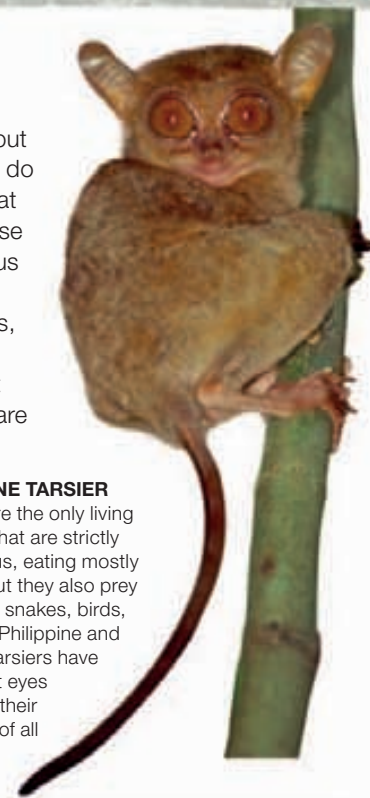 out
do
at
se
us
s,
are
NE TARSIER
re the only living
hat are strictly
us, eating mostly
ut they also prey
snakes, birds,
Philippine and
arsiers have
t eyes
their
of all